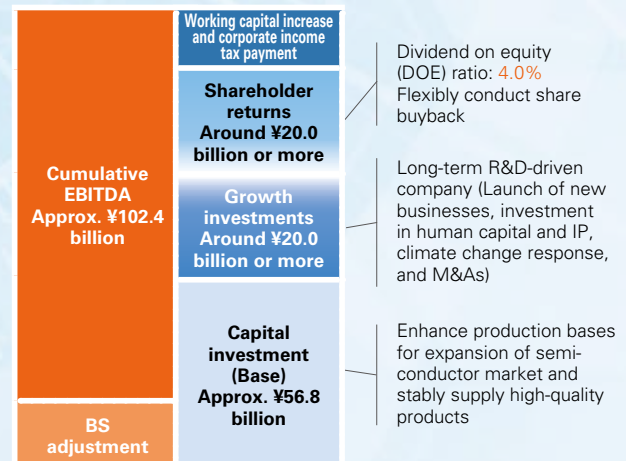 Cumulative
EBITDA
Approx. ¥102.4
billion
BS
adjustment
Working capital increase
and corporate income
tax payment
Shareholder
returns
Around ¥20.0
billion or more
Growth
investments
Around ¥20.0
billion or more
Capital
investment
(Base)
Approx. ¥56.8
billion
Dividend on equity
(DOE) ratio: 4.0%
Flexibly conduct share
buyback
Long-term R&D-driven
company (Launch of new
businesses, investment
in human capital and IP,
climate change response,
and M&As)
Enhance production bases
for expansion of semi-
conductor market and
stably supply high-quality
products